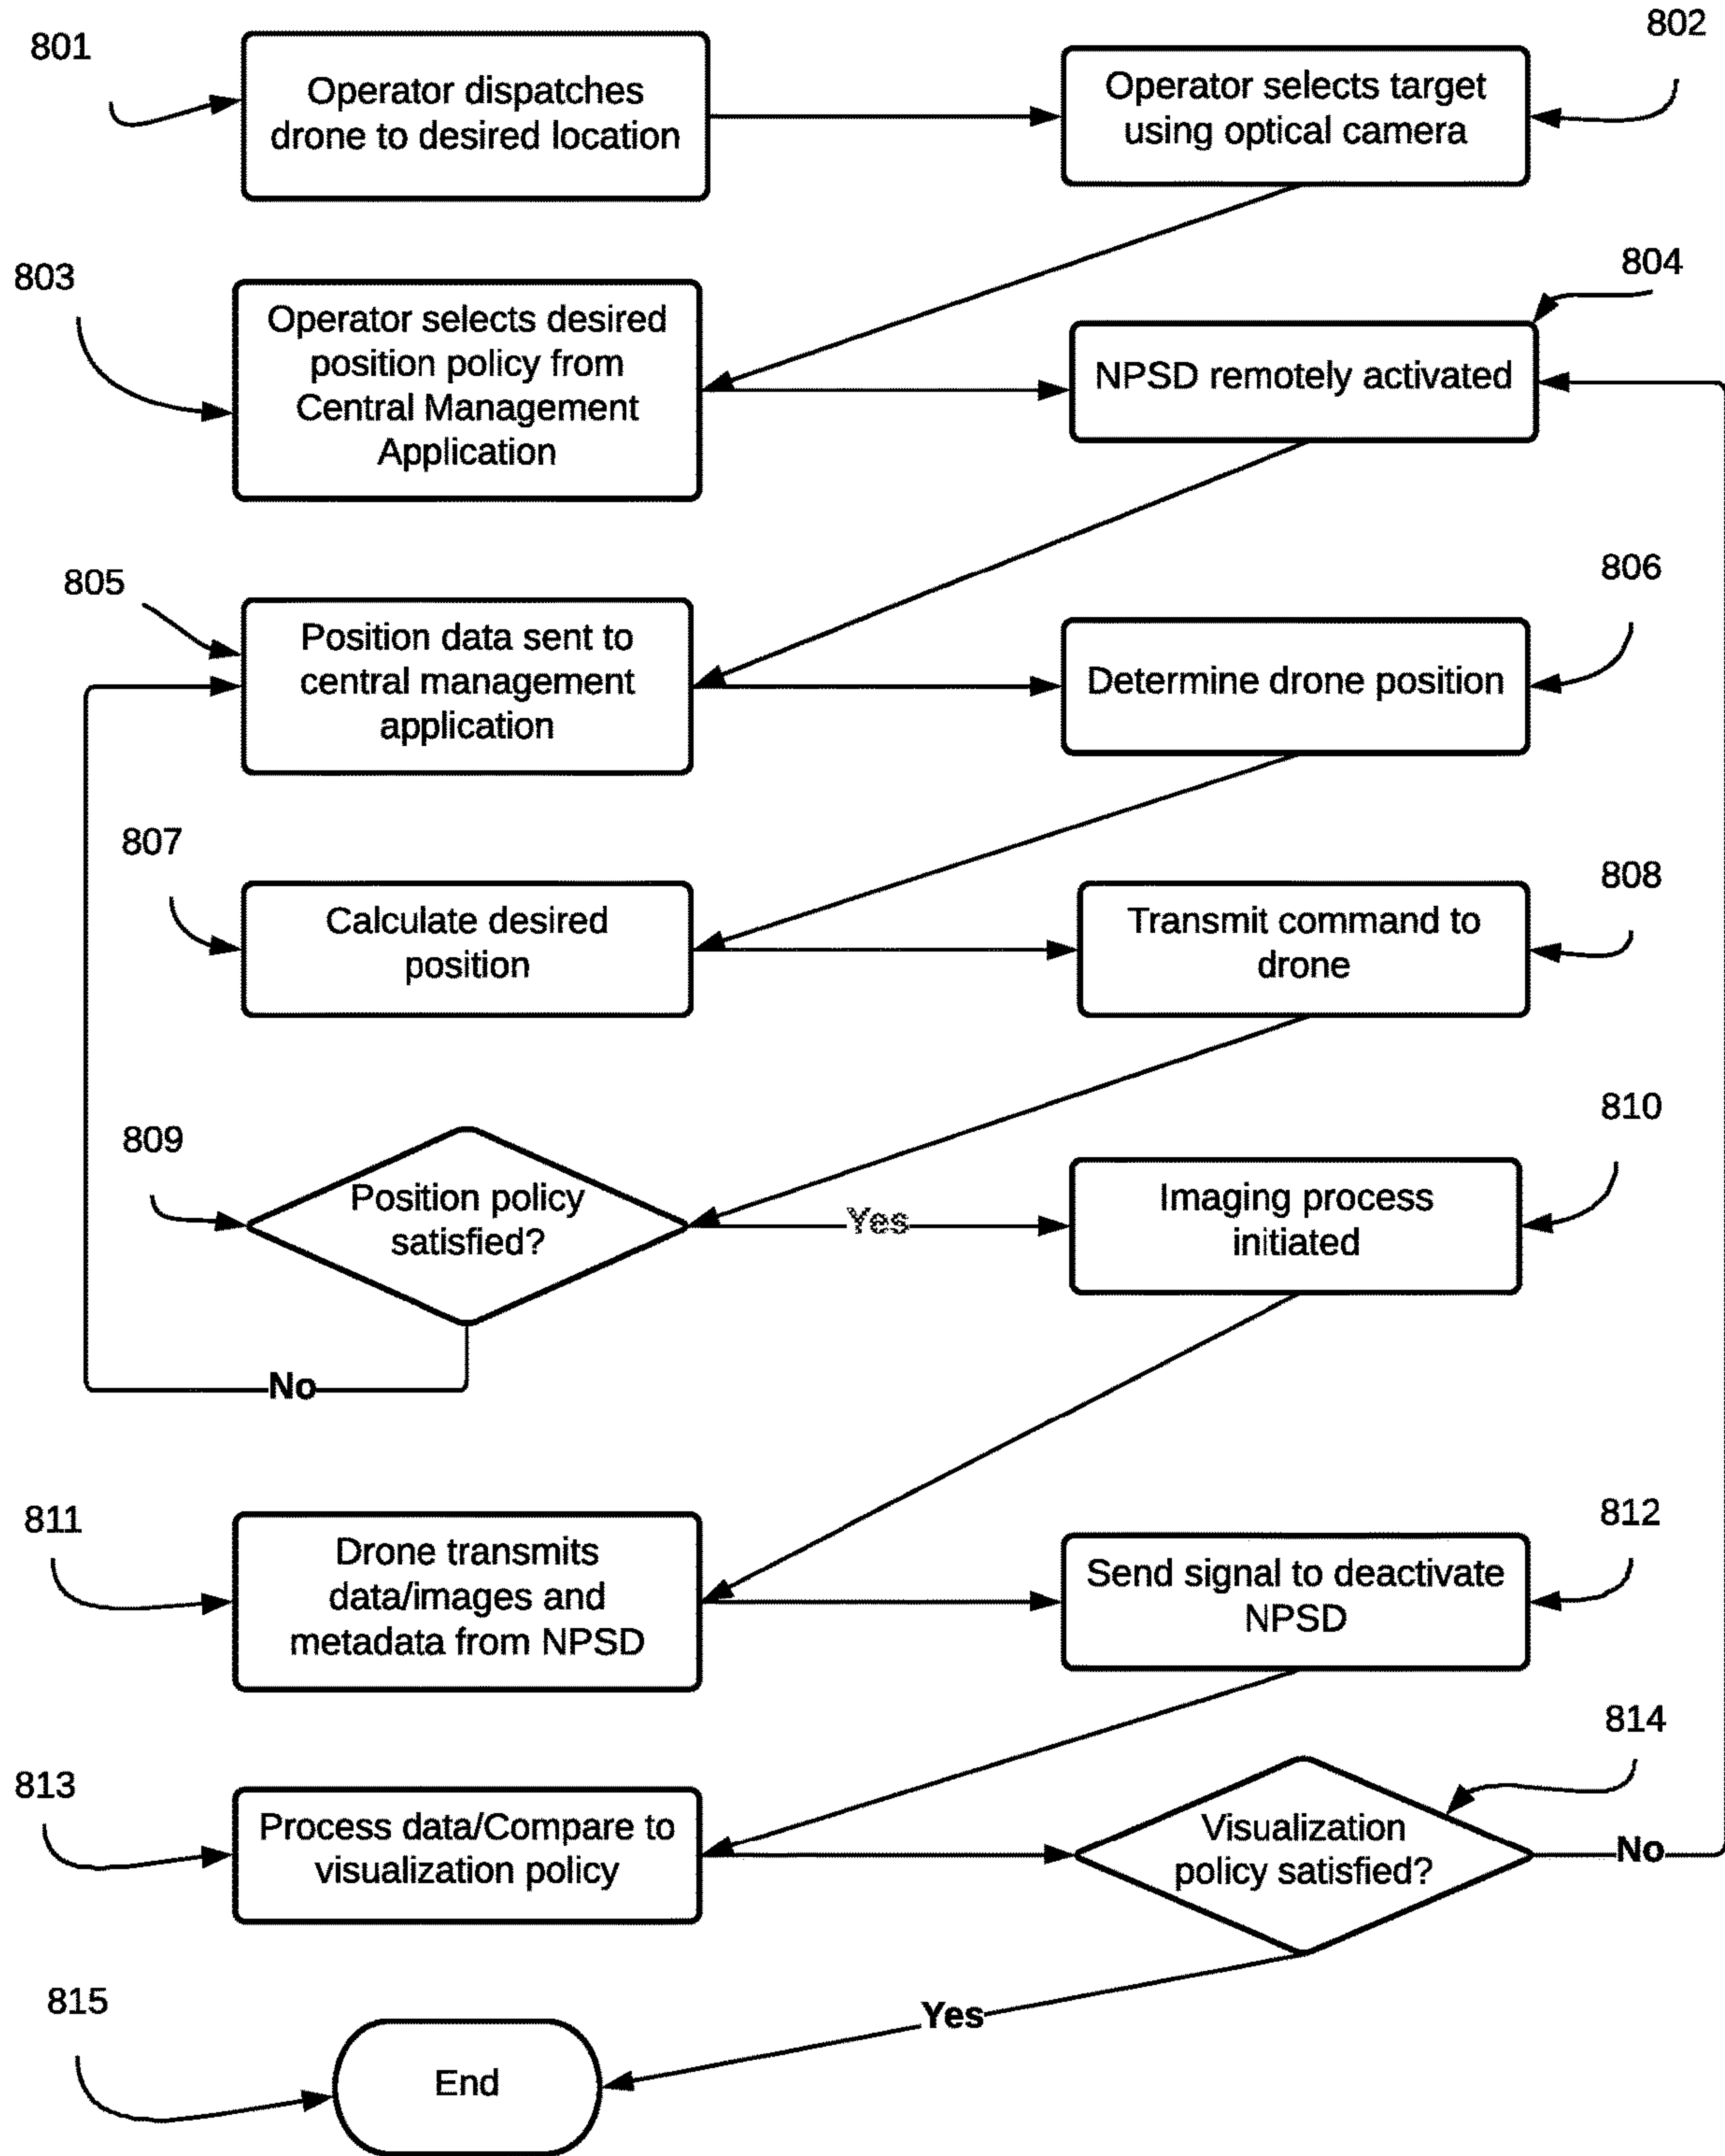 801
Operator dispatches
drone to desired location
802
Operator selects target
using optical camera
803
Operator selects desired
position policy from
Central Management
Application
804
NPSD remotely activated
805
Position data sent to
central management
application
806
Determine drone position
807
Calculate desired
position
808
Transmit command to
drone
809
Position policy
satisfied?
Yes
No
810
Imaging process
initiated
811
Drone transmits
data/images and
metadata from NPSD
812
Send signal to deactivate
NPSD
813
Process data/Compare to
visualization policy
814
Visualization
policy satisfied?
No
Yes
815
End